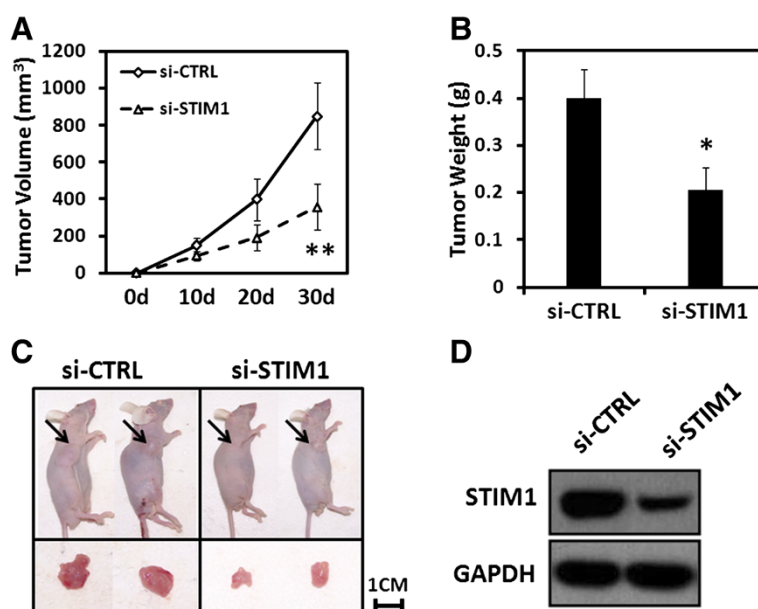 A
Tumor Volume (mm³)
1200
1000
800
600
400
200
0
si-CTRL
si-STIM1
**
0d 10d 20d 30d
B
Tumor Weight (g)
0.5
0.4
0.3
0.2
0.1
0
*
si-CTRL si-STIM1
C
si-CTRL si-STIM1
1CM
D
si-CTRL si-STIM1
STIM1
GAPDH